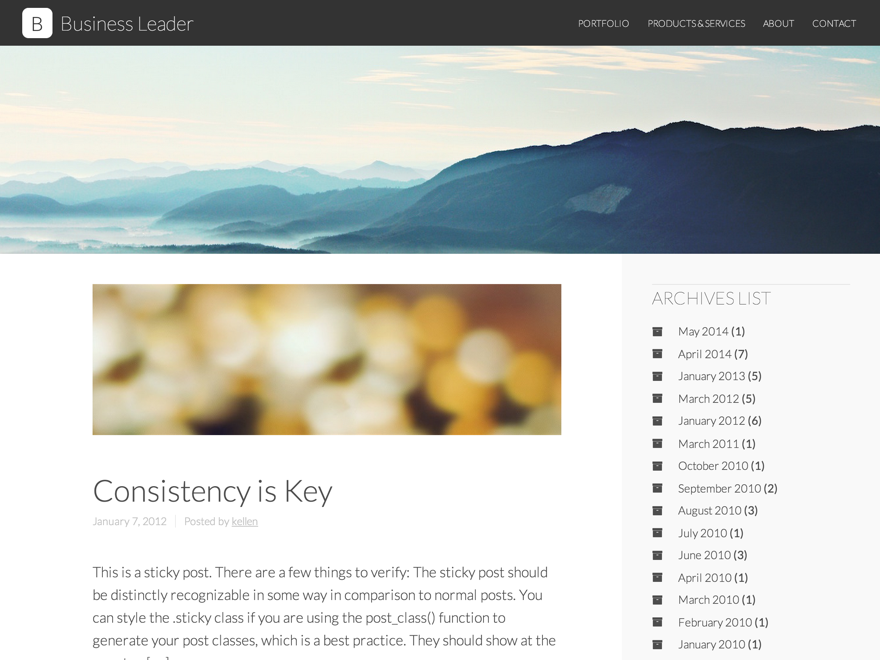 B Business Leader
PORTFOLIO PRODUCTS & SERVICES ABOUT CONTACT
Consistency is Key
January 7, 2012 Posted by kellen
This is a sticky post. There are a few things to verify: The sticky post should
be distinctly recognizable in some way in comparison to normal posts. You
can style the .sticky class if you are using the post_class() function to
generate your post classes, which is a best practice. They should show at the
ARCHIVES LIST
May 2014 (1)
April 2014 (7)
January 2013 (5)
March 2012 (5)
January 2012 (6)
March 2011 (1)
October 2010 (1)
September 2010 (2)
August 2010 (3)
July 2010 (1)
June 2010 (3)
April 2010 (1)
March 2010 (1)
February 2010 (1)
January 2010 (1)